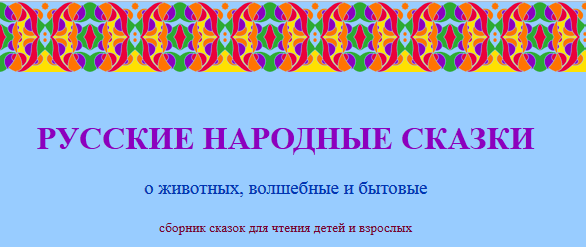 РУССКИЕ НАРОДНЫЕ СКАЗКИ
о животных, волшебные и бытовые
сборник сказок для чтения детей и взрослых